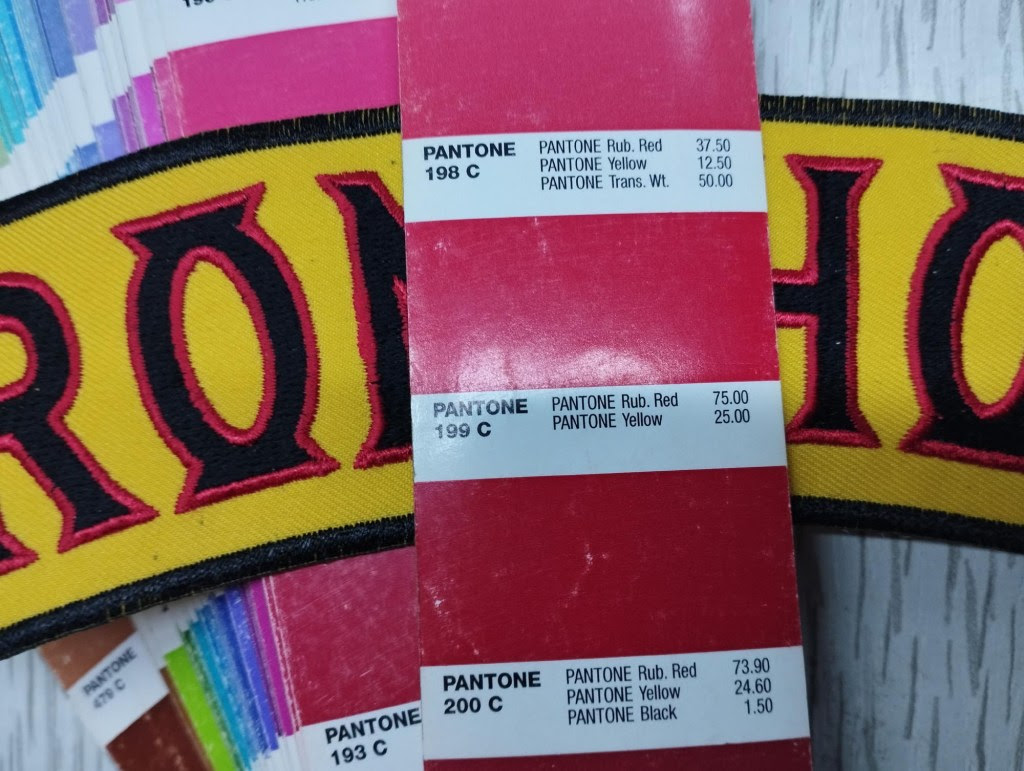 PANTONE Rub. Red 37.50
PANTONE Yellow 12.50
PANTONE Trans. Wt. 50.00
PANTONE
198 C
RON
HO
PANTONE Rub. Red 75.00
PANTONE Yellow 25.00
PANTONE
199 C
PANTONE Rub. Red 73.90
PANTONE Yellow 24.60
PANTONE Black 1.50
PANTONE
200 C
PANTONE
479 C
PANTONE
193 C